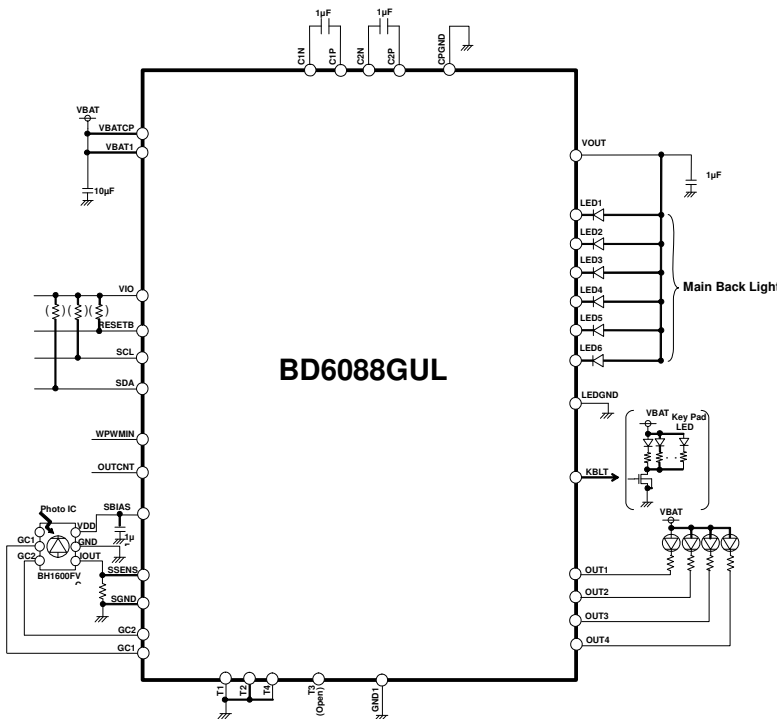 1µF
1µF
C1N
C1P
C2N
C2P
CPGND
VBAT
VBATCP
VBAT1
10µF
VOUT
1µF
LED1
LED2
LED3
LED4
LED5
LED6
Main Back Light
VIO
( )( )( )
RESETB
SCL
SDA
BD6088GUL
LEDGND
VBAT
Key Pad
LED
KBLT
WPWMIN
OUTCNT
SBIAS
Photo IC
VDD
GND
IOUT
1µ
GC1
GC2
BH1600FV
SSENS
SGND
GC2
GC1
VBAT
OUT1
OUT2
OUT3
OUT4
T1
T2
T4
T3
(Open)
GND1